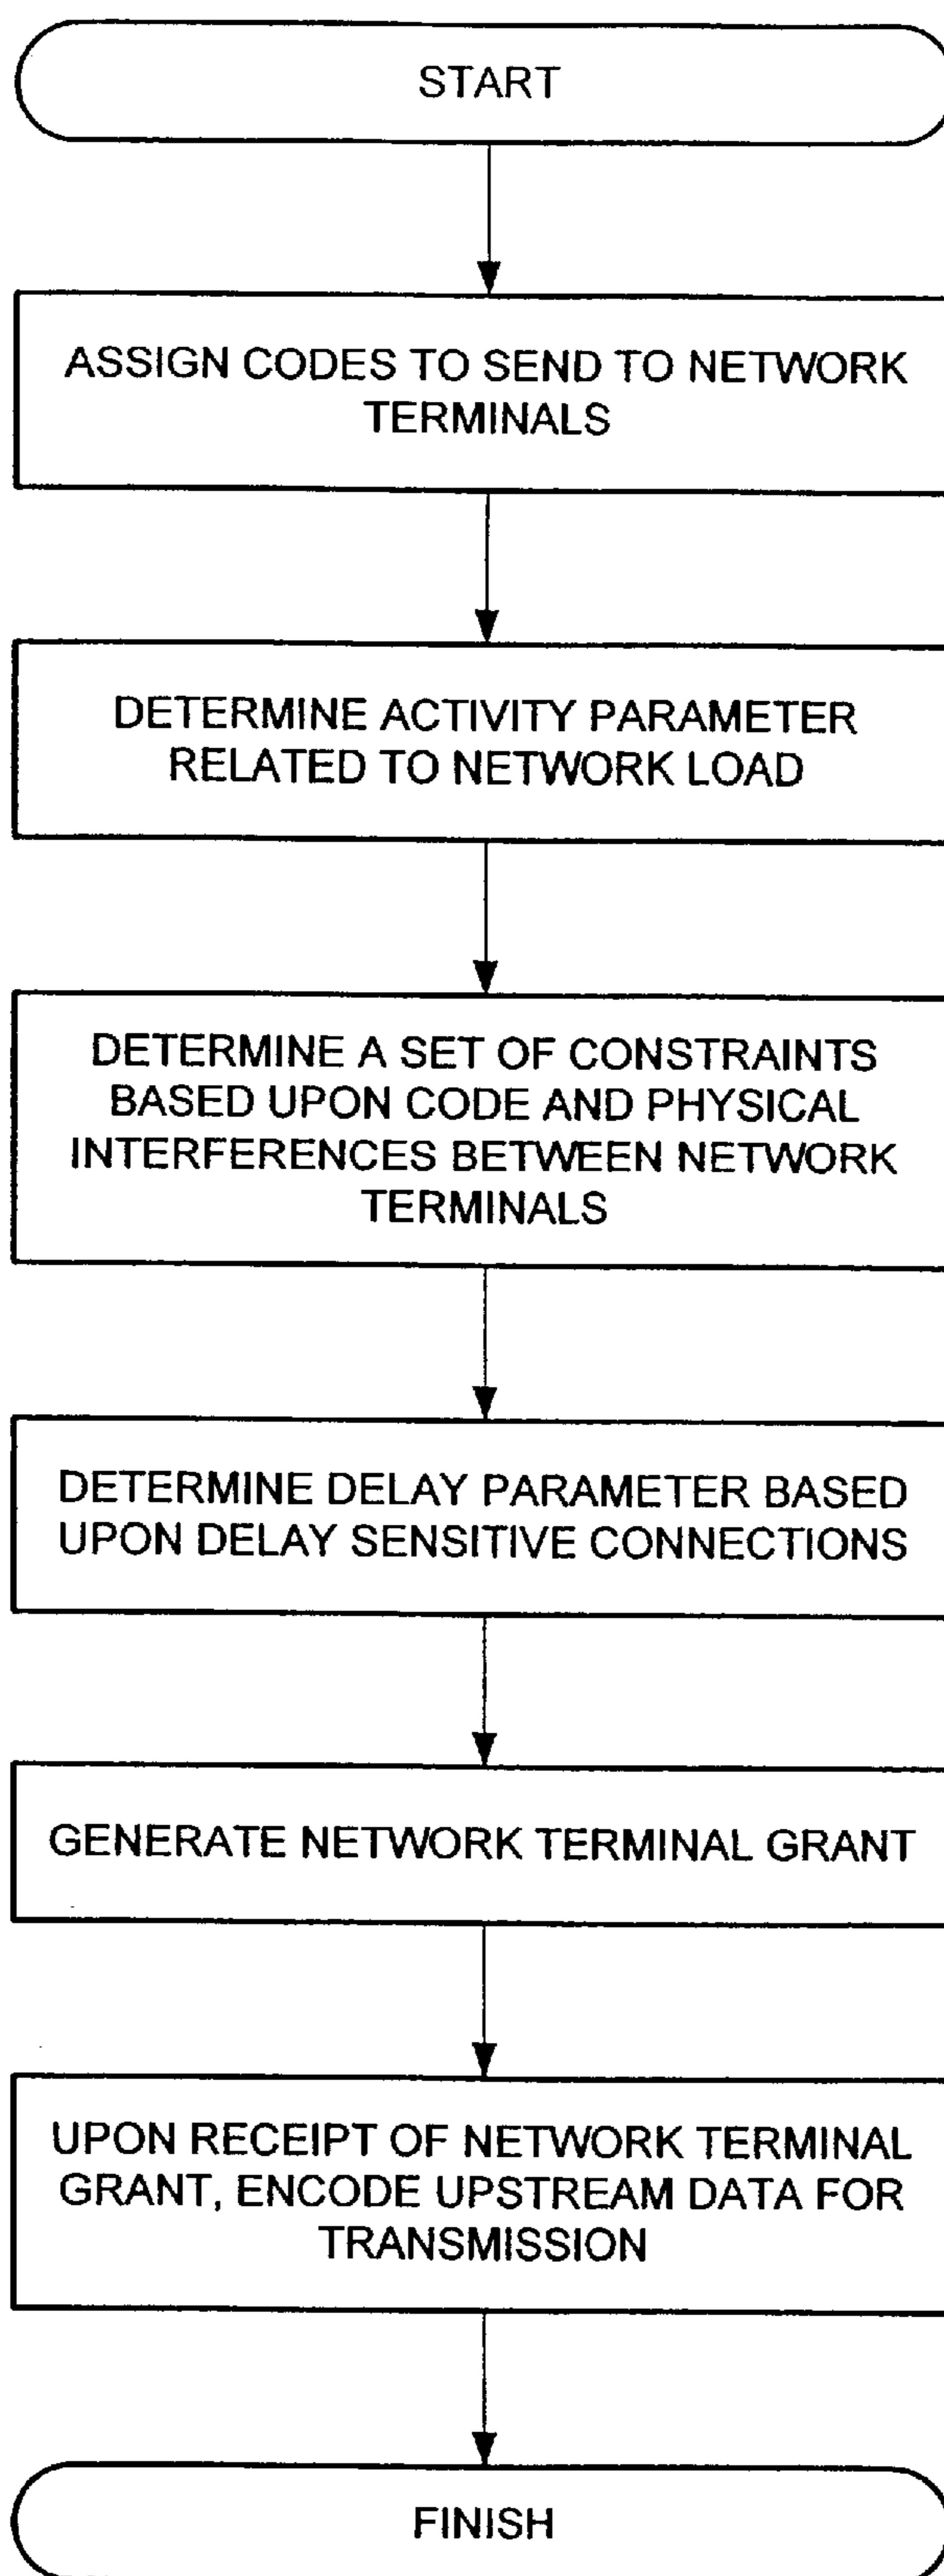 START
ASSIGN CODES TO SEND TO NETWORK
TERMINALS
DETERMINE ACTIVITY PARAMETER
RELATED TO NETWORK LOAD
DETERMINE A SET OF CONSTRAINTS
BASED UPON CODE AND PHYSICAL
INTERFERENCES BETWEEN NETWORK
TERMINALS
DETERMINE DELAY PARAMETER BASED
UPON DELAY SENSITIVE CONNECTIONS
GENERATE NETWORK TERMINAL GRANT
UPON RECEIPT OF NETWORK TERMINAL
GRANT, ENCODE UPSTREAM DATA FOR
TRANSMISSION
FINISH